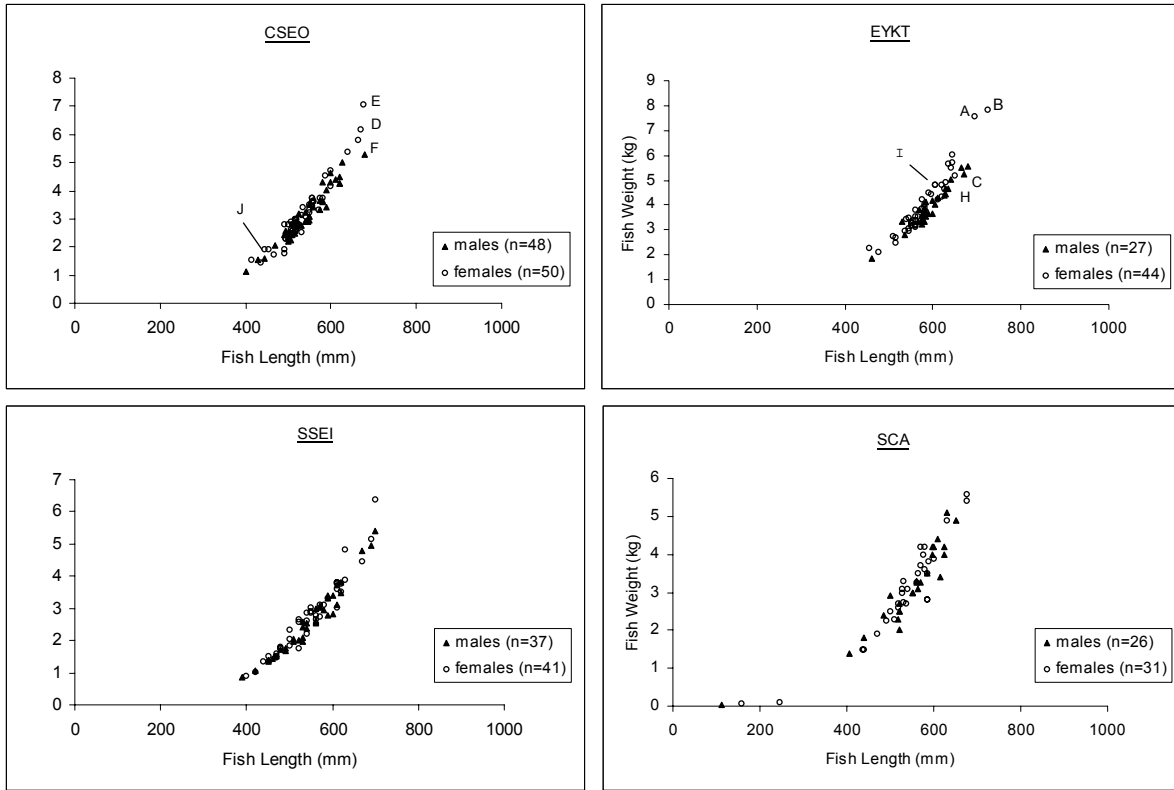 CSEO
8
7
6
5
4
3
2
1
0
E
D
F
J
males (n=48)
females (n=50)
0 200 400 600 800 1000
Fish Length (mm)
EYKT
Fish Weight (kg)
9
8
7
6
5
4
3
2
1
0
A B
I
C
H
males (n=27)
females (n=44)
0 200 400 600 800 1000
Fish Length (mm)
SSEI
7
6
5
4
3
2
1
0
males (n=37)
females (n=41)
0 200 400 600 800 1000
Fish Length (mm)
SCA
Fish Weight (kg)
6
5
4
3
2
1
0
males (n=26)
females (n=31)
0 200 400 600 800 1000
Fish Length (mm)